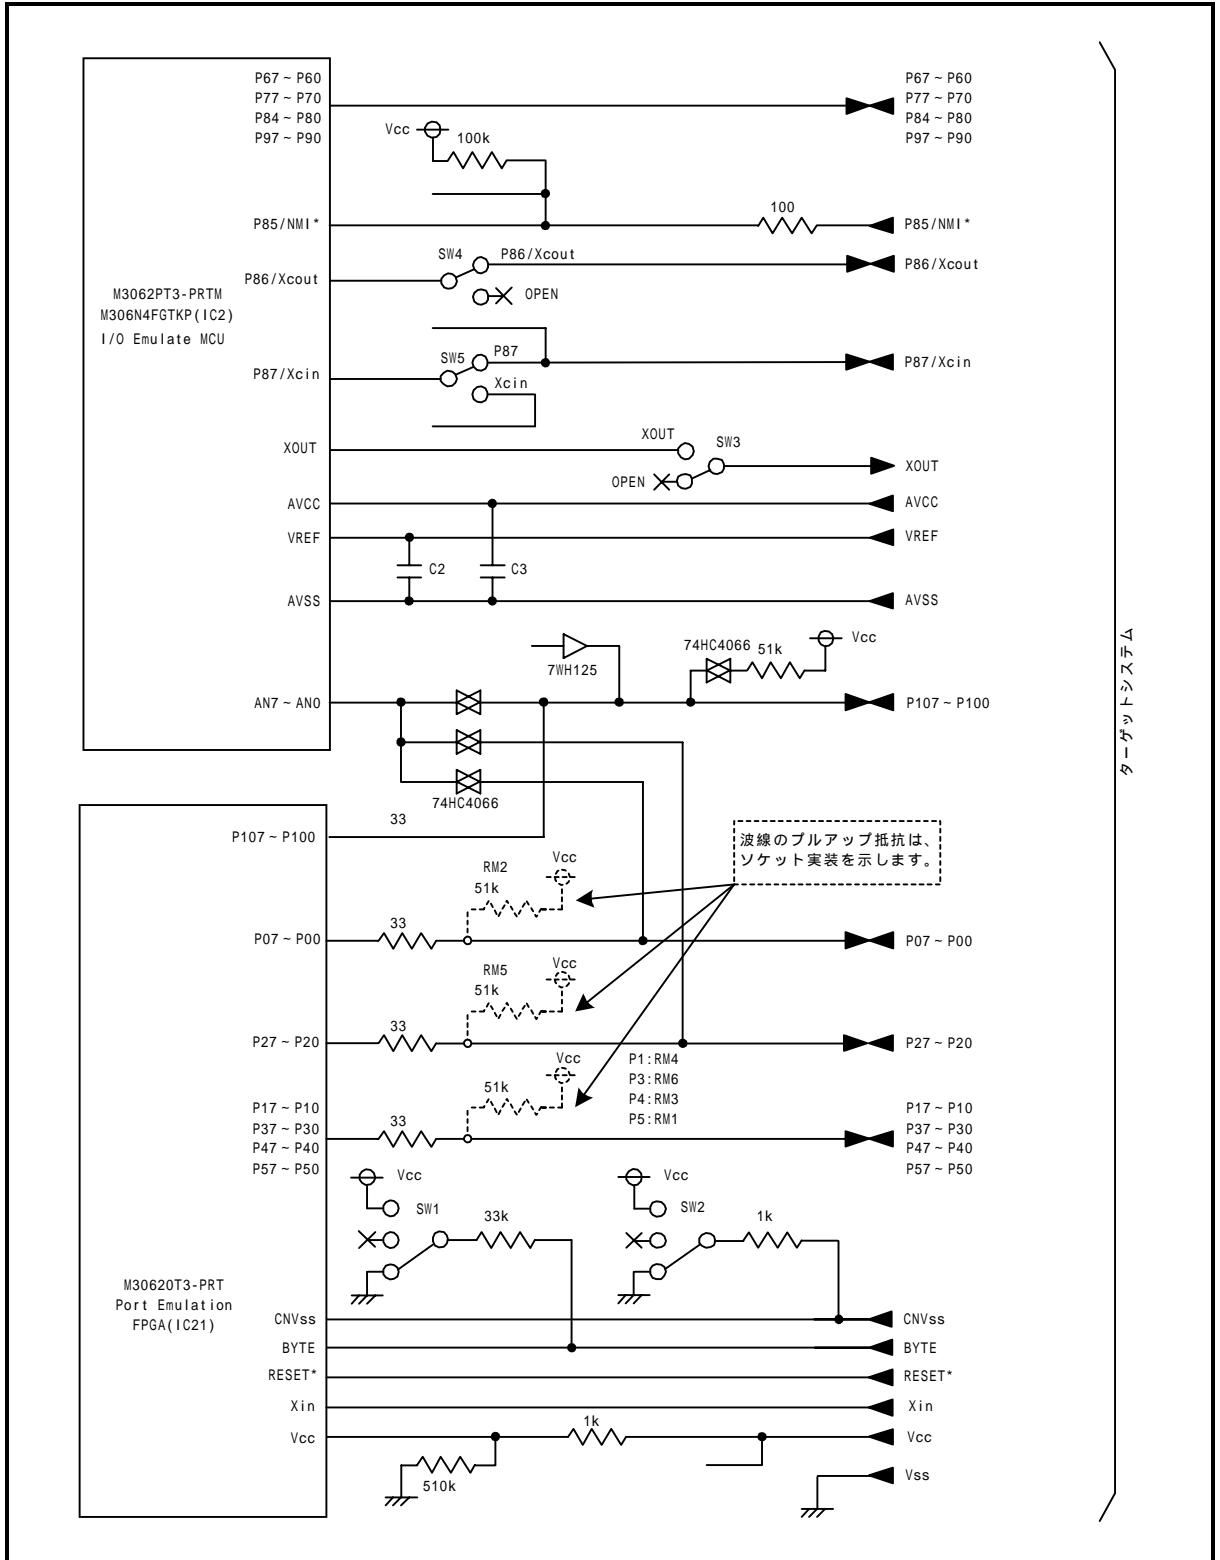 P67 ~ P60
P77 ~ P70
P84 ~ P80
P97 ~ P90
P67 ~ P60
P77 ~ P70
P84 ~ P80
P97 ~ P90
Vcc
100k
P85/NMI*
100
P85/NMI*
SW4
P86/Xcout
P86/Xcout
P86/Xcout
OPEN
M3062PT3-PRTM
M306N4FGTKP(IC2)
I/O Emulate MCU
SW5
P87
P87/Xcin
P87/Xcin
Xcin
XOUT
XOUT
SW3
XOUT
OPEN
AVCC
AVCC
VREF
VREF
C2
C3
AVSS
AVSS
7WH125
74HC4066
51k
Vcc
AN7 ~ AN0
P107 ~ P100
74HC4066
ターゲットシステム
P107 ~ P100
33
波線のプルアップ抵抗は、
ソケット実装を示します。
RM2
51k
Vcc
P07 ~ P00
33
P07 ~ P00
RM5
51k
Vcc
P27 ~ P20
33
P27 ~ P20
51k
Vcc
P1:RM4
P3:RM6
P4:RM3
P5:RM1
P17 ~ P10
P37 ~ P30
P47 ~ P40
P57 ~ P50
33
P17 ~ P10
P37 ~ P30
P47 ~ P40
P57 ~ P50
Vcc
SW1
33k
Vcc
SW2
1k
M30620T3-PRT
Port Emulation
FPGA(IC21)
CNVss
CNVss
BYTE
BYTE
RESET*
RESET*
Xin
Xin
Vcc
1k
Vcc
510k
Vss